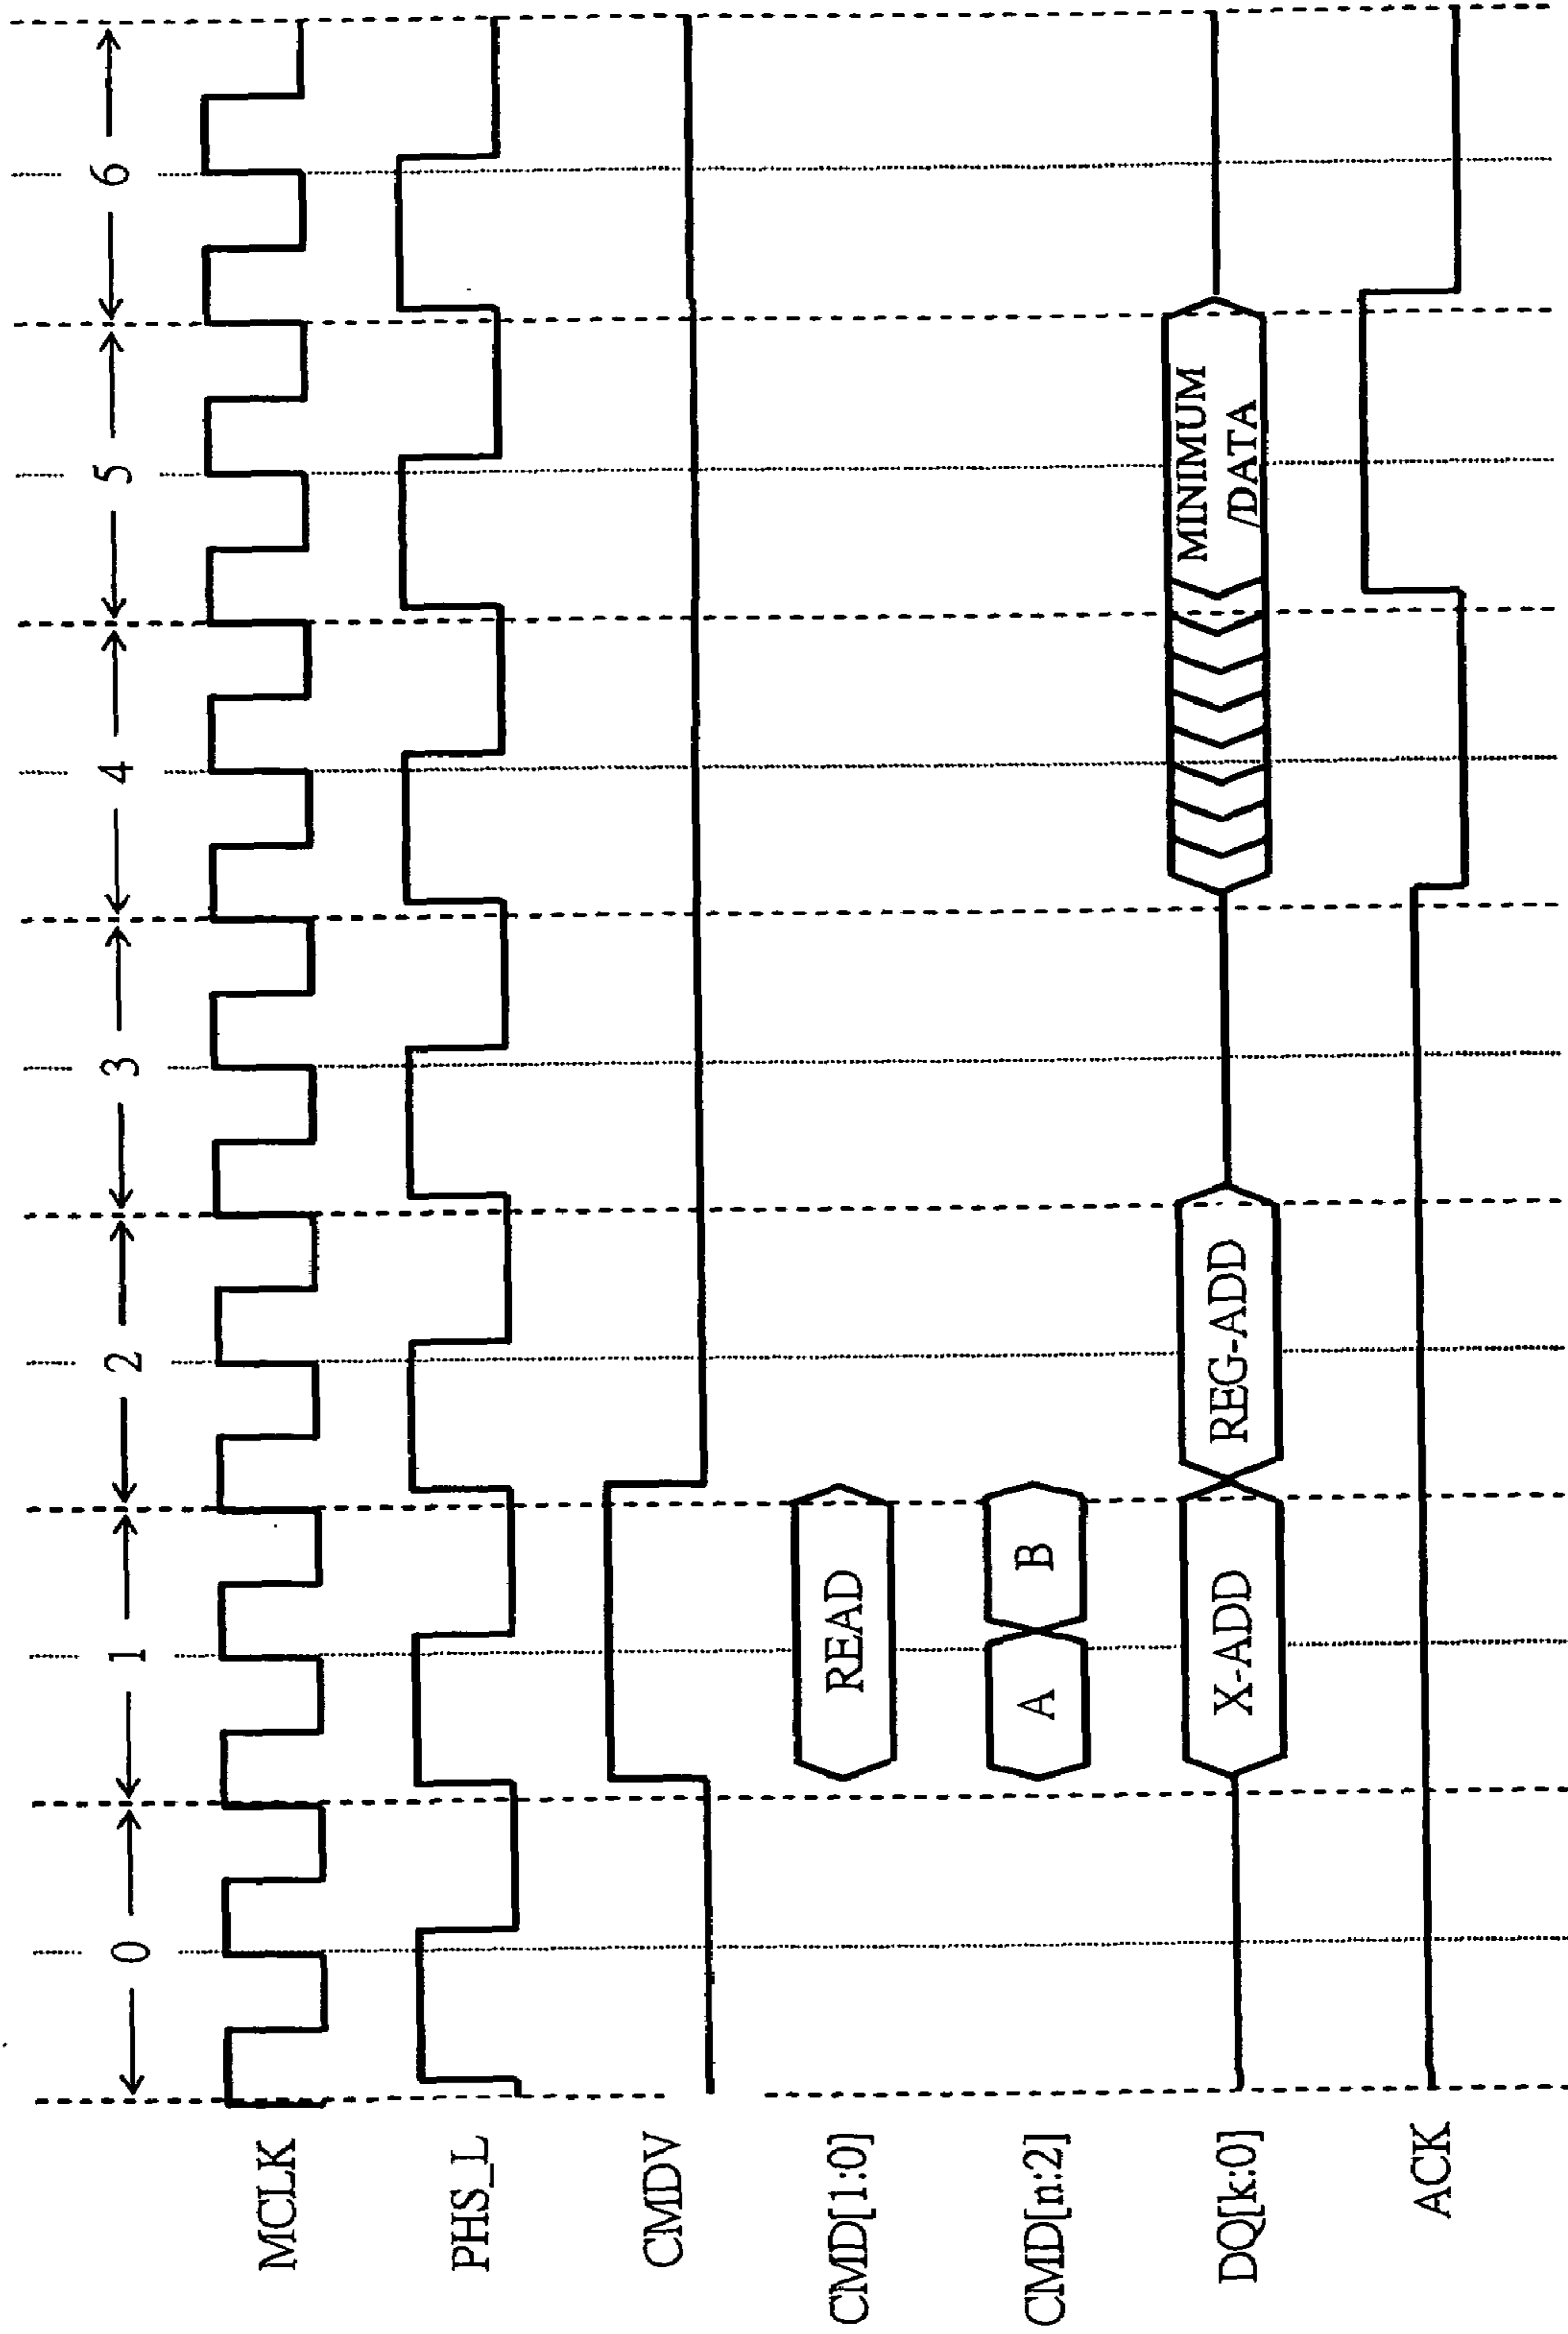 0 1 2 3 4 5 6
MCLK
PHS_L
CMDV
CMD[1:0] READ
CMD[n:2] A B
DQ[k:0] X-ADD REG-ADD MINIMUM
/DATA
ACK